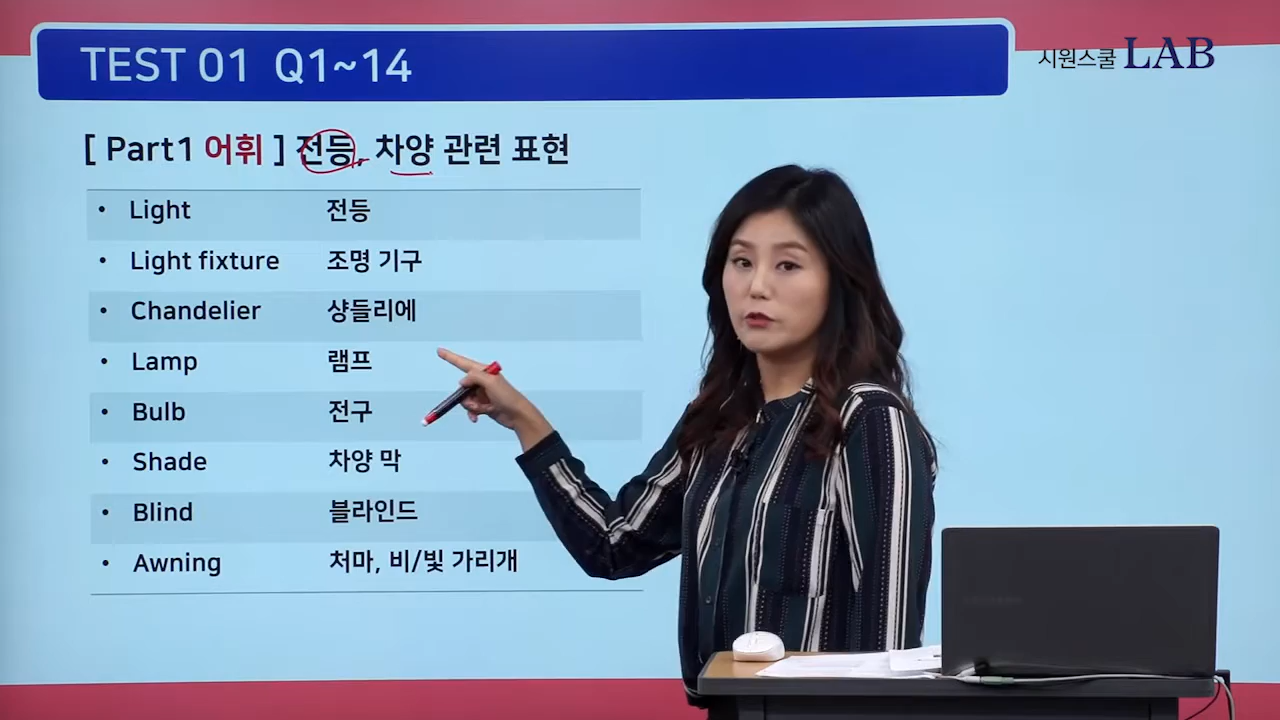 TEST 01 Q1~14
시원스쿨 LAB
[ Part1 어휘 ] 전등, 차양 관련 표현
• Light 전등
• Light fixture 조명 기구
• Chandelier 샹들리에
• Lamp 램프
• Bulb 전구
• Shade 차양 막
• Blind 블라인드
• Awning 처마, 비/빛 가리개